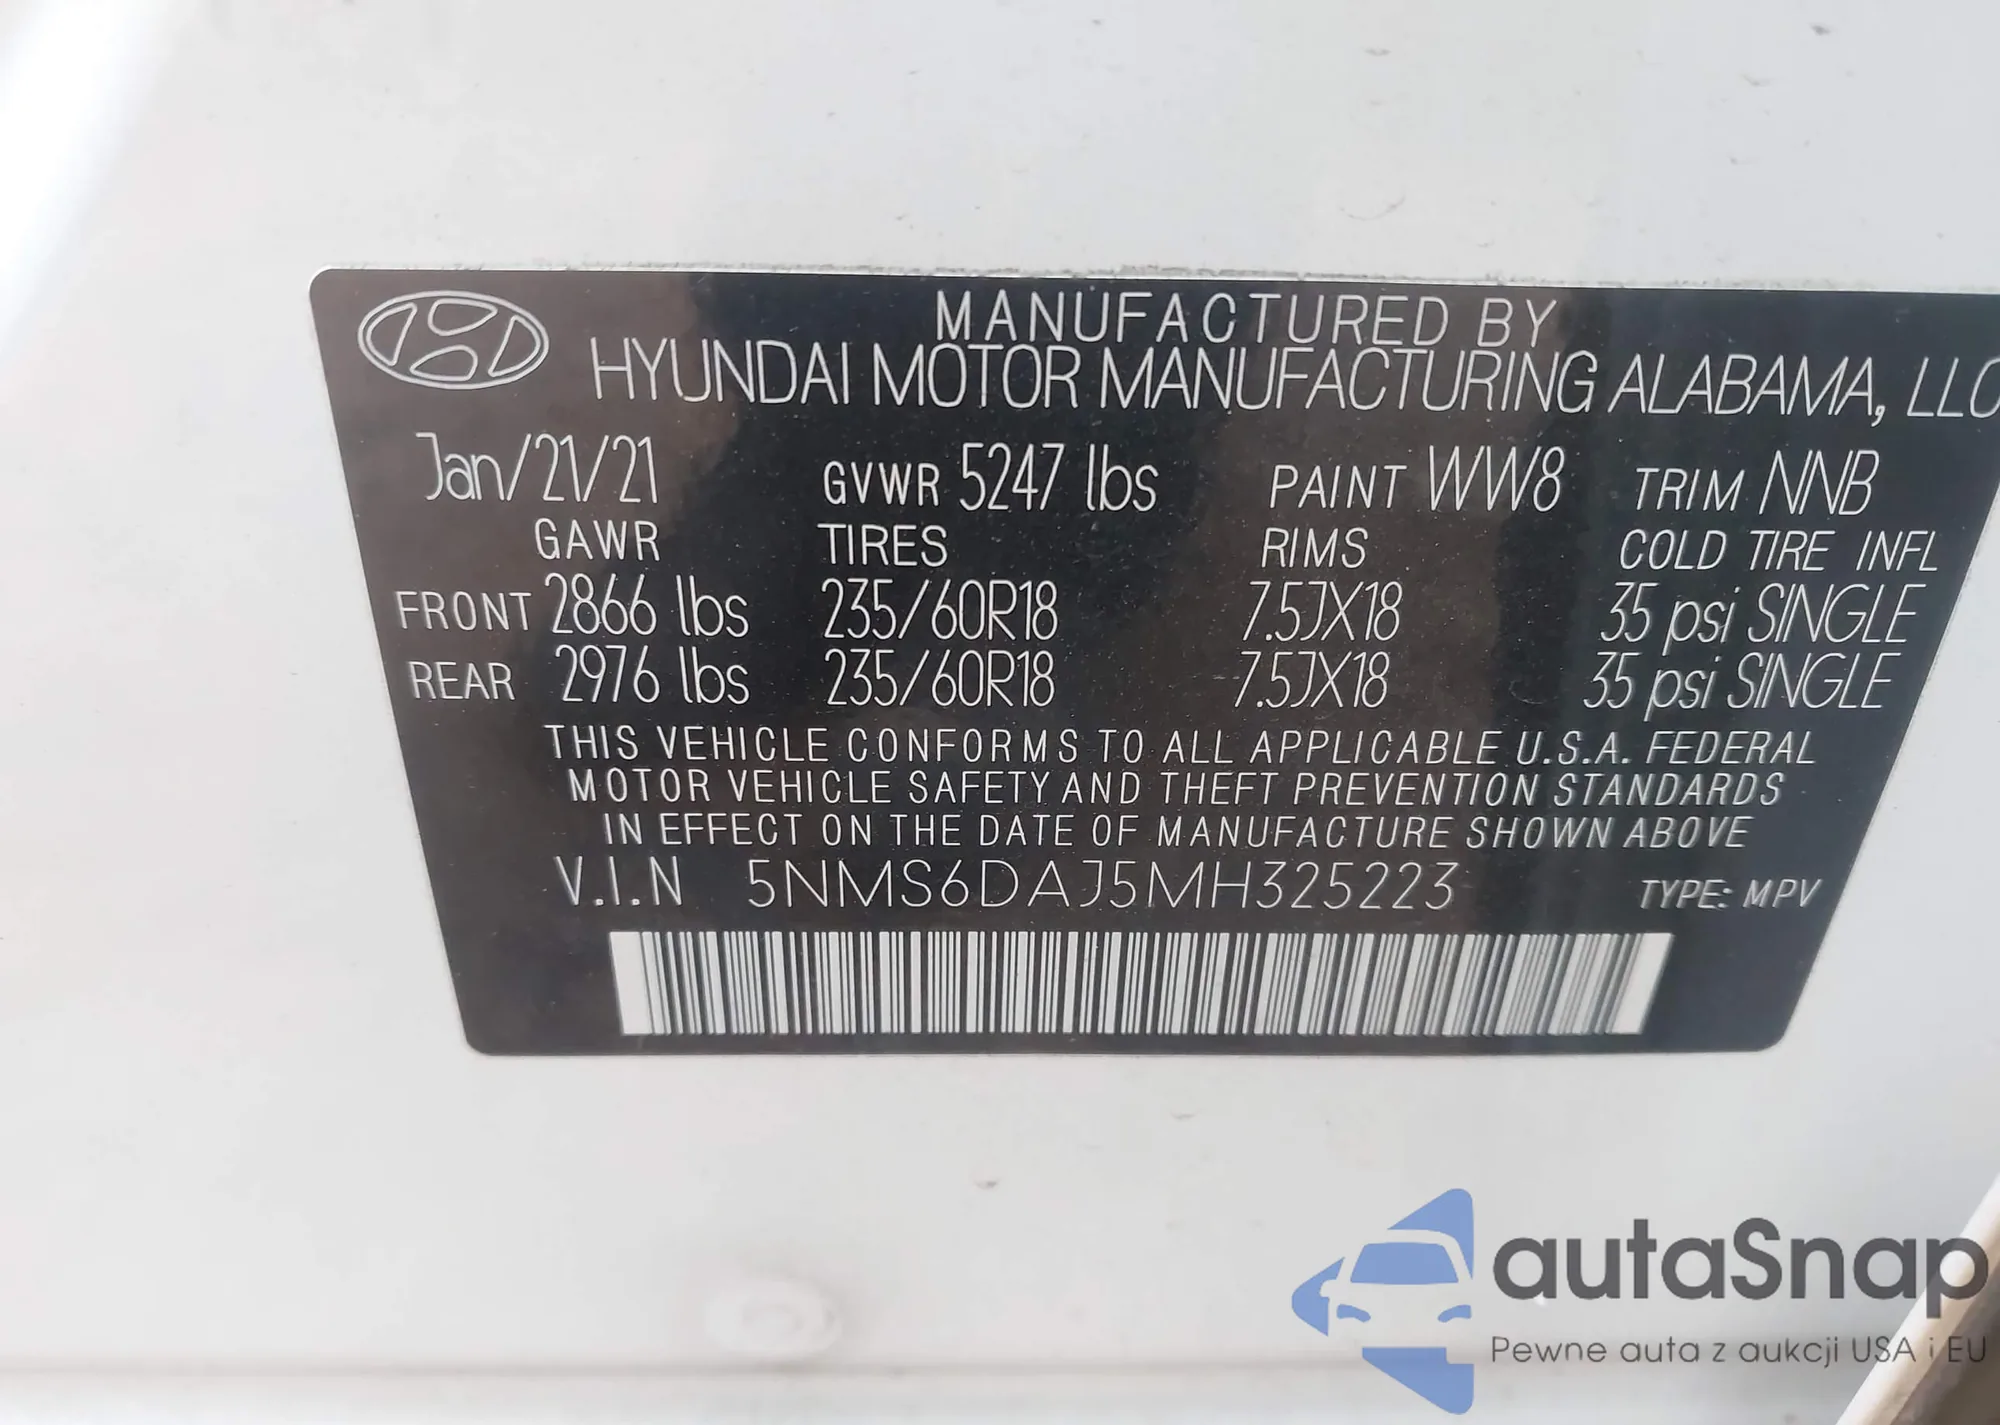 MANUFACTURED BY
HYUNDAI MOTOR MANUFACTURING ALABAMA, LLC
Jan/21/21 GVWR 5247 lbs PAINT WW8 TRIM NNB
GAWR TIRES RIMS COLD TIRE INFL
FRONT 2866 lbs 235/60R18 7.5JX18 35 psi SINGLE
REAR 2976 lbs 235/60R18 7.5JX18 35 psi SINGLE
THIS VEHICLE CONFORMS TO ALL APPLICABLE U.S.A. FEDERAL
MOTOR VEHICLE SAFETY AND THEFT PREVENTION STANDARDS
IN EFFECT ON THE DATE OF MANUFACTURE SHOWN ABOVE
V.I.N 5NMS6DAJ5MH325223 TYPE: MPV
autaSnap
Pewne auta z aukcji USA i EU